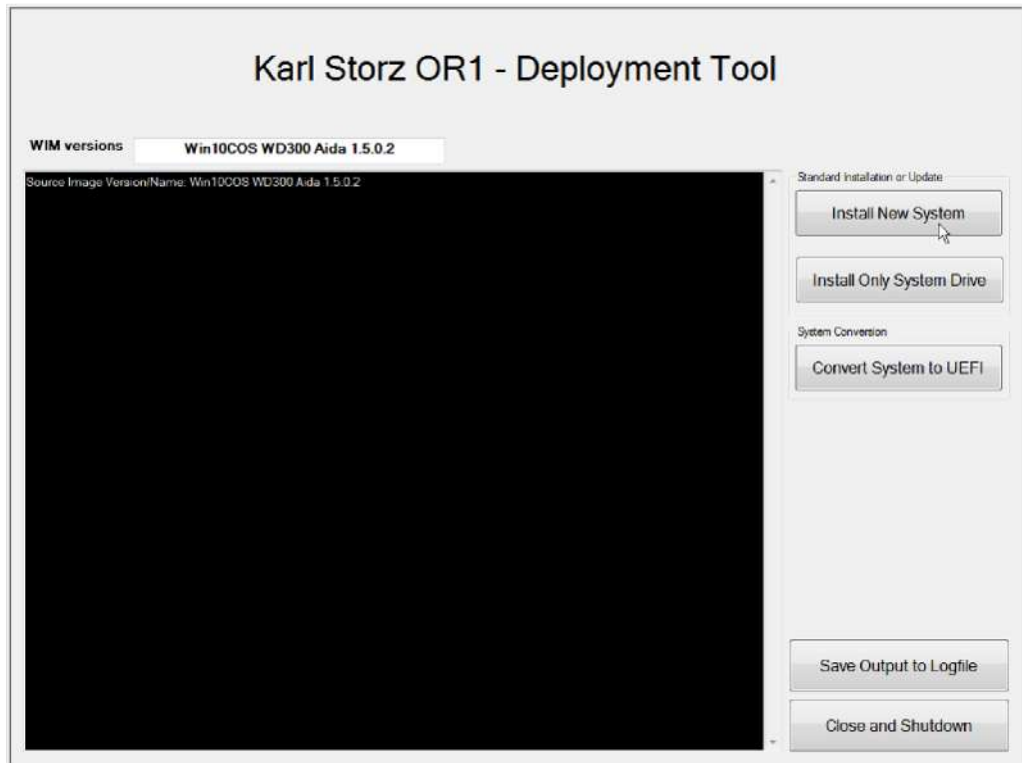 Karl Storz OR1 - Deployment Tool
WIM versions
Win10COS WD300 Aida 1.5.0.2
Source Image Version/Name: Win10COS WD300 Aida 1.5.0.2
Standard Installation or Update
Install New System
Install Only System Drive
System Conversion
Convert System to UEFI
Save Output to Logfile
Close and Shutdown